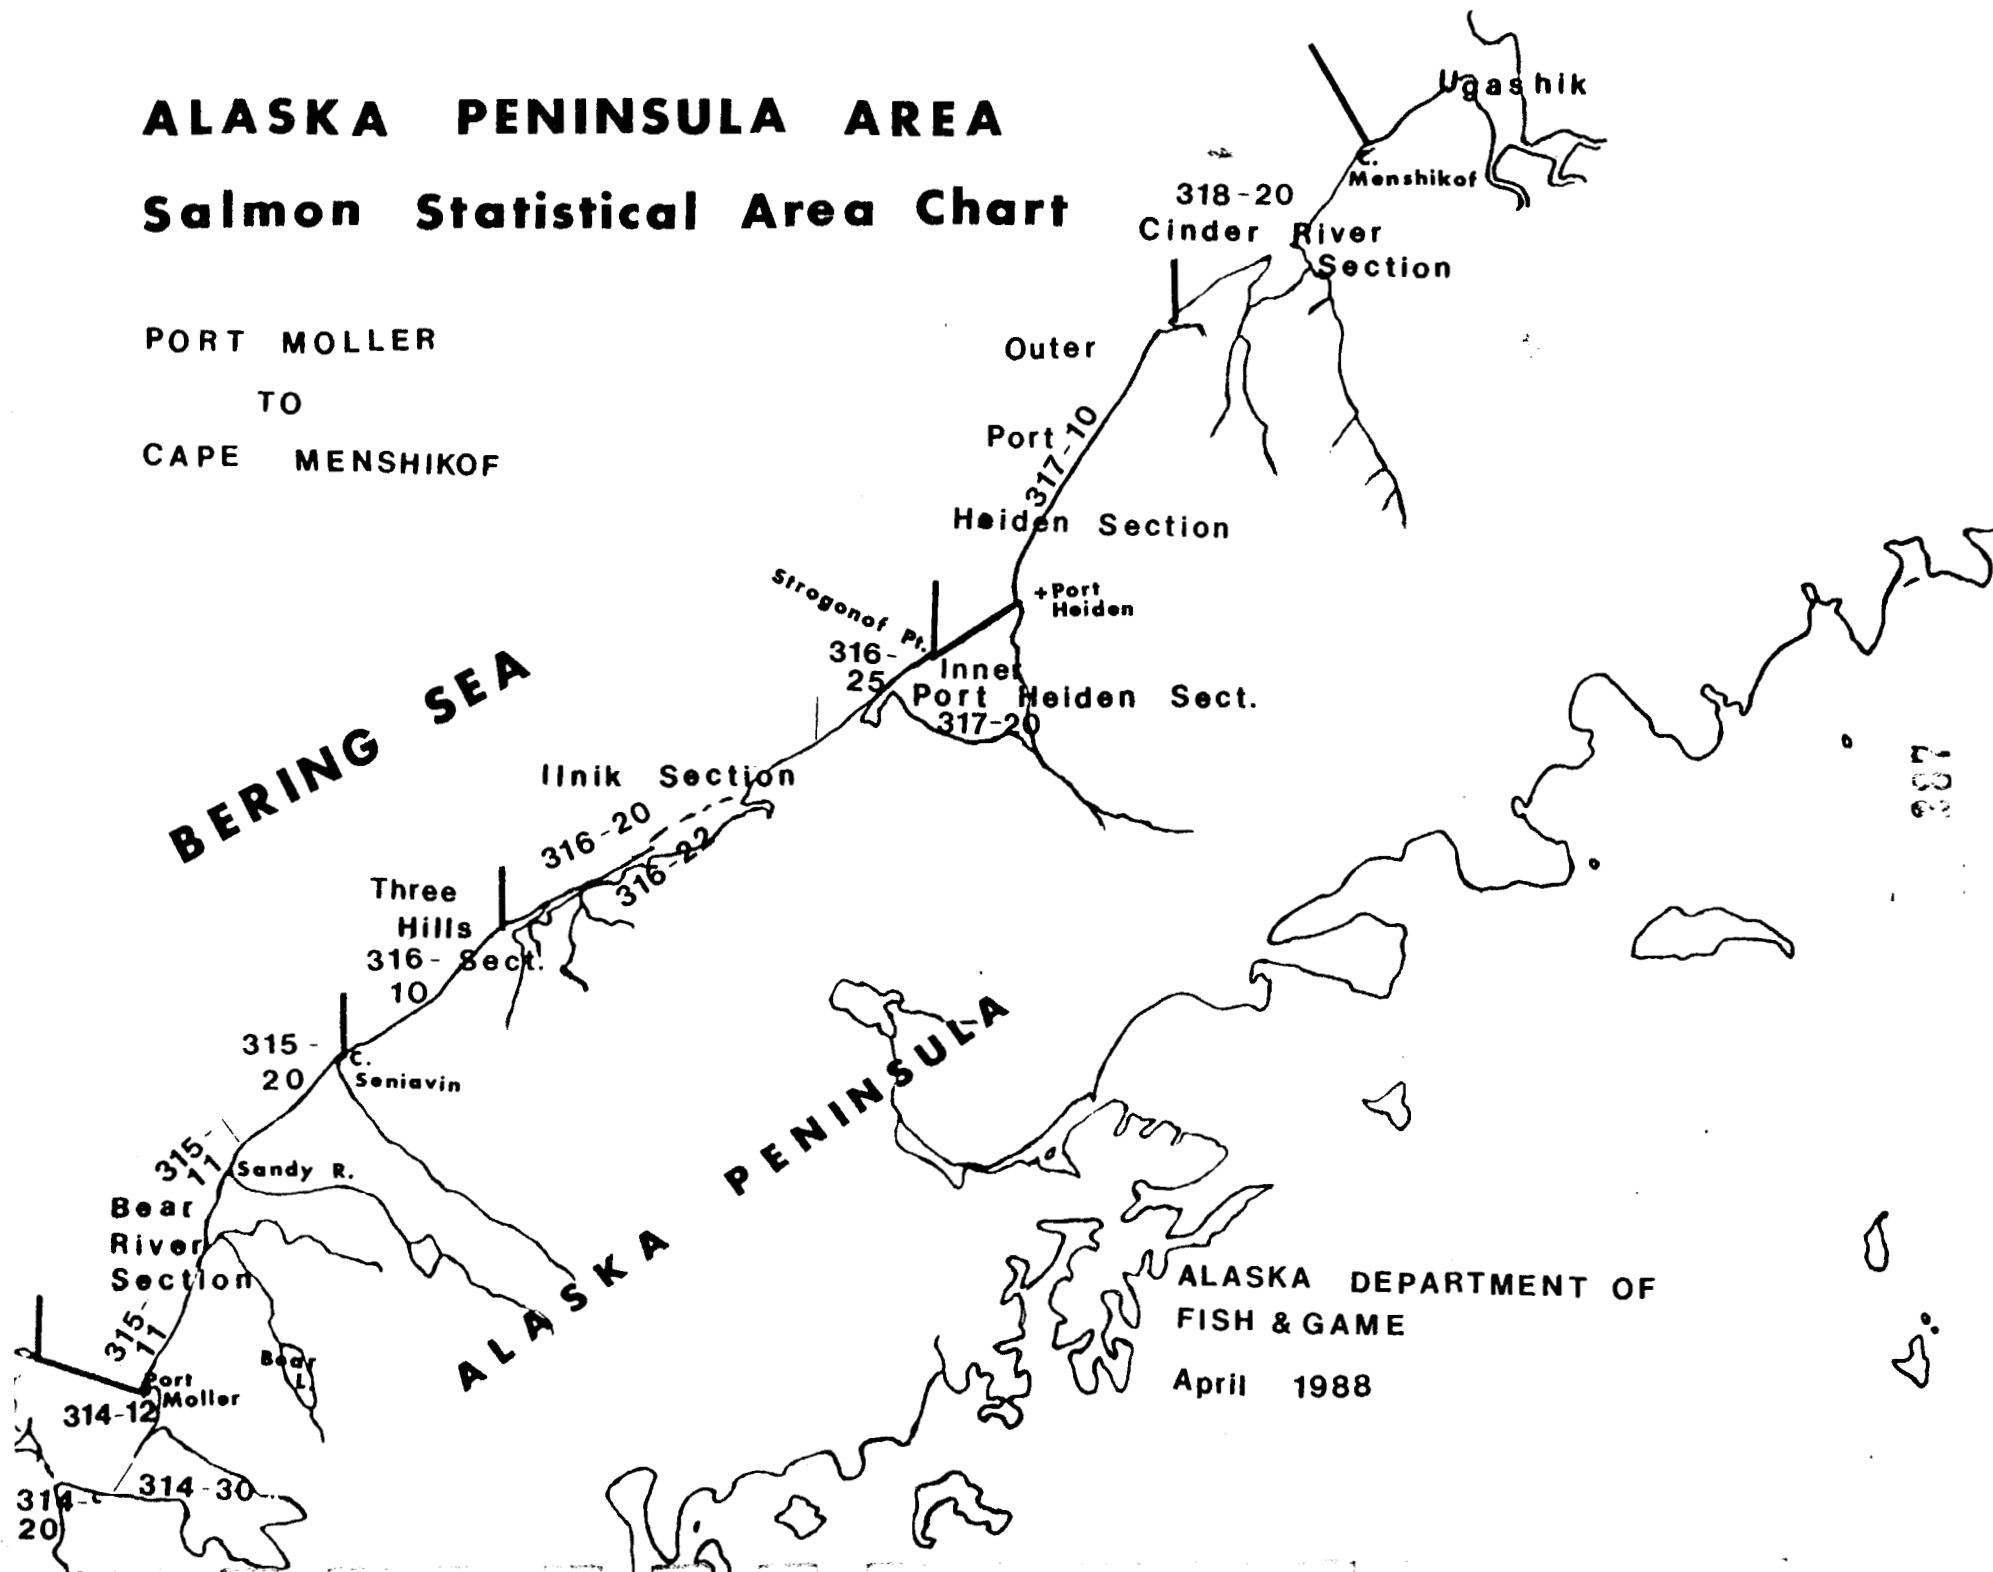 ALASKA PENINSULA AREA
Salmon Statistical Area Chart
PORT MOLLER
TO
CAPE MENSHIKOF
Ugashik
C.
Menshikof
318-20
Cinder River
Section
Outer
Port
317-10
Heiden Section
+Port
Heiden
Strogonof Pt.
316-
25
Inner
Port Heiden Sect.
317-20
BERING SEA
Ilnik Section
316-20
316-22
Three
Hills
316- Sect.
10
315-
20
C.
Seniavin
315-
11
Sandy R.
Bear
River
Section
315-
11
Bear
L.
Port
Moller
314-12
314-30
314-
20
ALASKA PENINSULA
ALASKA DEPARTMENT OF
FISH & GAME
April 1988
387